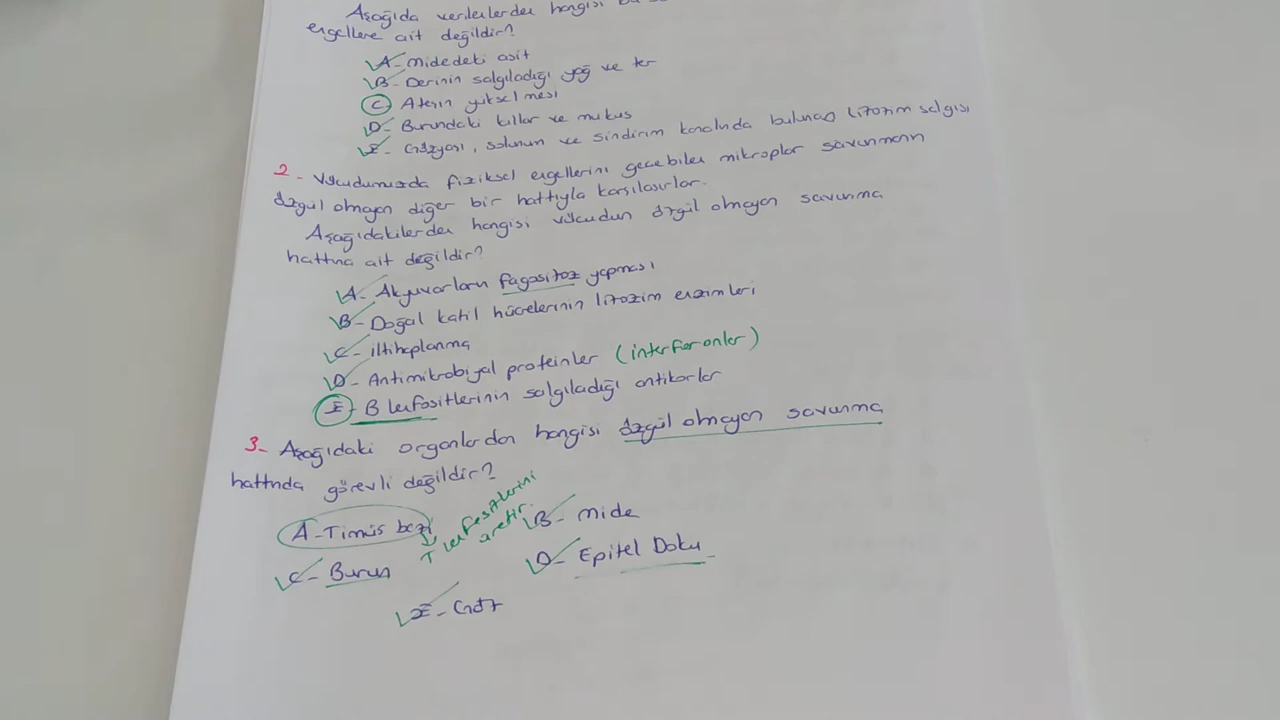 Aşağıda verilenlerden hangisi bu
engellere ait değildir?
A- midedeki asit
B- Derinin salgıladığı yağ ve ter
C- Ateşin yükselmesi
D- Burundaki kıllar ve mukus
E- Gözyaşı, solunum ve sindirim kanalında bulunan lizozim salgısı
2- Vücudumuzda fiziksel engellerini geçebilen mikroplar savunmanın
özgül olmayan diğer bir hattıyla karşılaşırlar.
Aşağıdakilerden hangisi vücudun özgül olmayan savunma
hattına ait değildir?
A- Akyuvarların fagositoz yapması
B- Doğal katil hücrelerinin lizozim enzimleri
C- iltihaplanma
D- Antimikrobiyal proteinler (interferonlar)
E- B lenfositlerinin salgıladığı antikorlar
3- Aşağıdaki organlardan hangisi özgül olmayan savunma
hattında görevli değildir?
A- Timüs bezi
T lenfositlerini
üretir.
B- mide
C- Burun
D- Epitel Doku
E- Göz